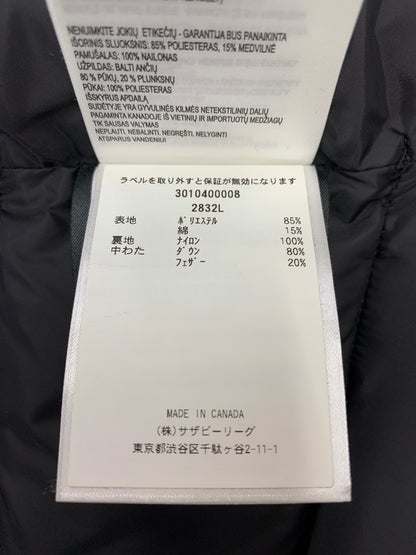 NENUIMKITE JOKIŲ ETIKEČIŲ - GARANTIJA BUS PANAIKINTA
IŠORINIS SLIUOKSNIS: 85% POLIESTERAS, 15% MEDVILNĖ
PAMUŠALAS: 100% NAILONAS
UŽPILDAS: BALTI ANČIŲ
80 % PŪKŲ, 20 % PLUNKSNŲ
PŪKAI: 100% POLIESTERAS
IŠSKYRUS APDAILĄ
SUDĖTYJE YRA GYVŪNINĖS KILMĖS NETEKSTILINIŲ DALIŲ
PAGAMINTA KANADOJE IŠ VIETINIŲ IR IMPORTUOTŲ MEDŽIAGŲ
TIK SAUSAS VALYMAS
NEPLAUTI, NEBALINTI, NEGRĘŠTI, NELYGINTI
ATSPARUS VANDENIUI
ラベルを取り外すと保証が無効になります
3010400008
2832L
表地 ﾎﾟﾘｴｽﾃﾙ 85%
綿 15%
裏地 ﾅｲﾛﾝ 100%
中わた ﾀﾞｳﾝ 80%
ﾌｪｻﾞｰ 20%
MADE IN CANADA
(株)サザビーリーグ
東京都渋谷区千駄ヶ谷2-11-1